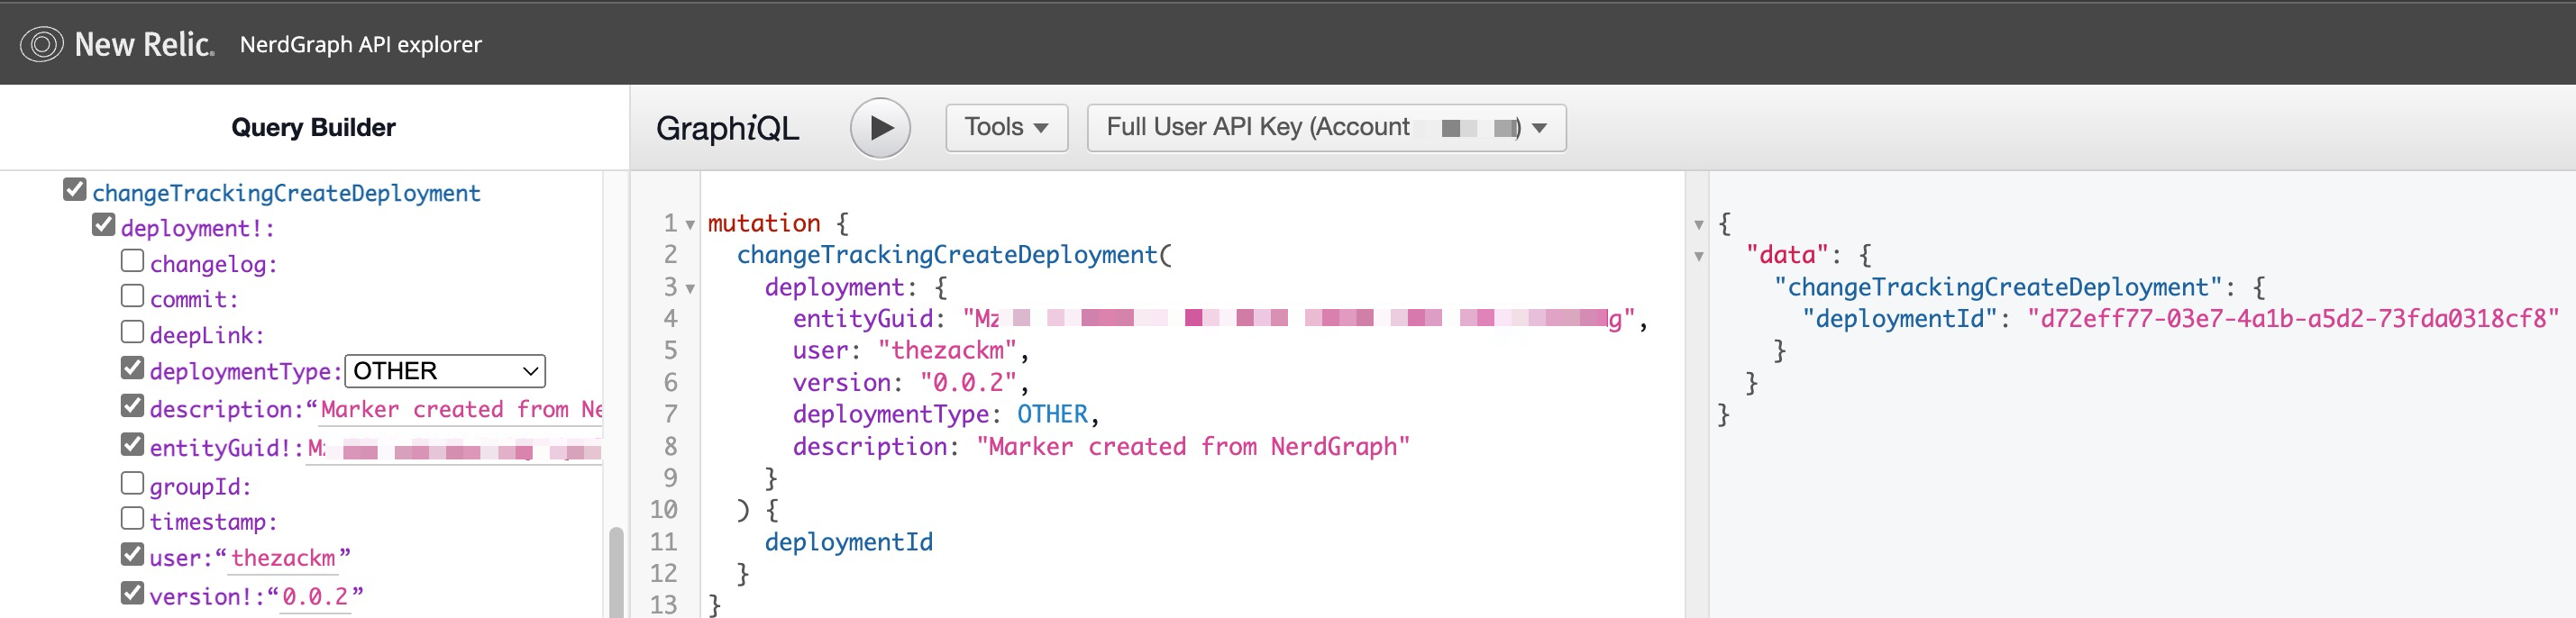 New Relic. NerdGraph API explorer
Query Builder
changeTrackingCreateDeployment
deployment!:
changelog:
commit:
deepLink:
deploymentType: OTHER
description:“Marker created from Ne
entityGuid!:M
groupId:
timestamp:
user:“thezackm”
version!:“0.0.2”
GraphiQL Tools Full User API Key (Account )
1 mutation {
2 changeTrackingCreateDeployment(
3 deployment: {
4 entityGuid: "Mz g",
5 user: "thezackm",
6 version: "0.0.2",
7 deploymentType: OTHER,
8 description: "Marker created from NerdGraph"
9 }
10 ) {
11 deploymentId
12 }
13 }
{
"data": {
"changeTrackingCreateDeployment": {
"deploymentId": "d72eff77-03e7-4a1b-a5d2-73fda0318cf8"
}
}
}